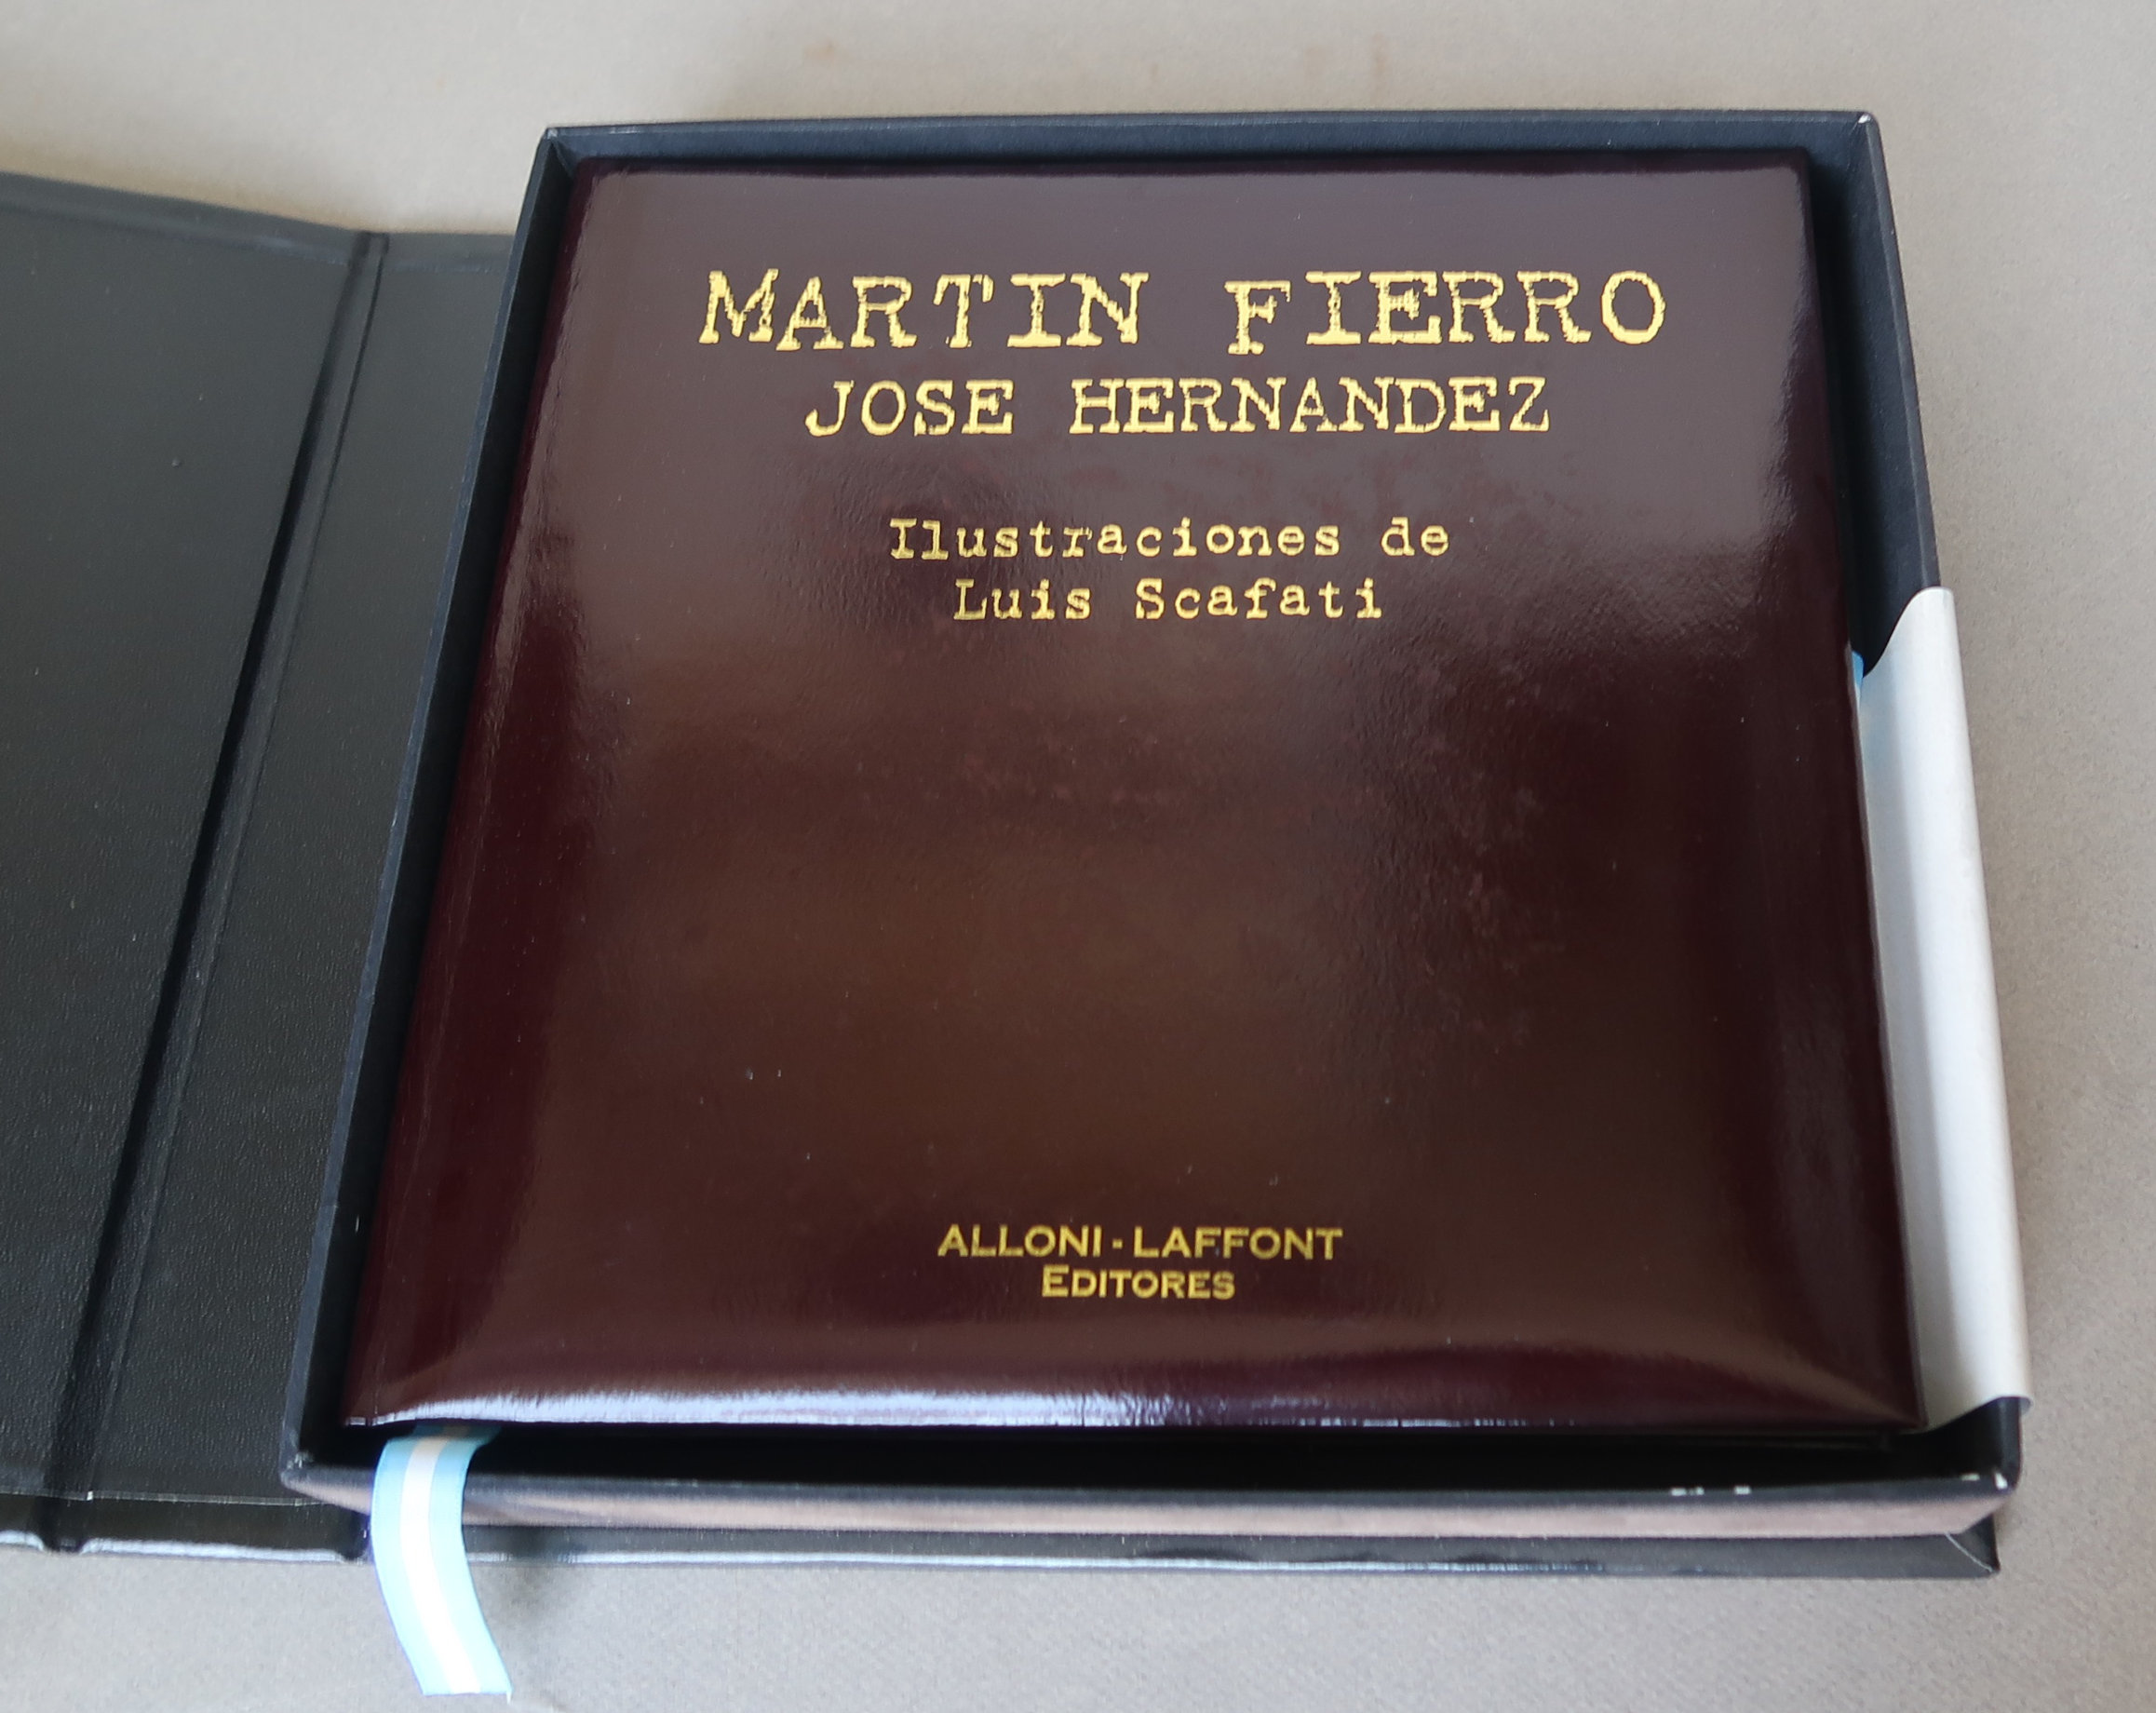 MARTIN FIERRO
JOSE HERNANDEZ
Ilustraciones de
Luis Scafati
ALLONI - LAFFONT
EDITORES